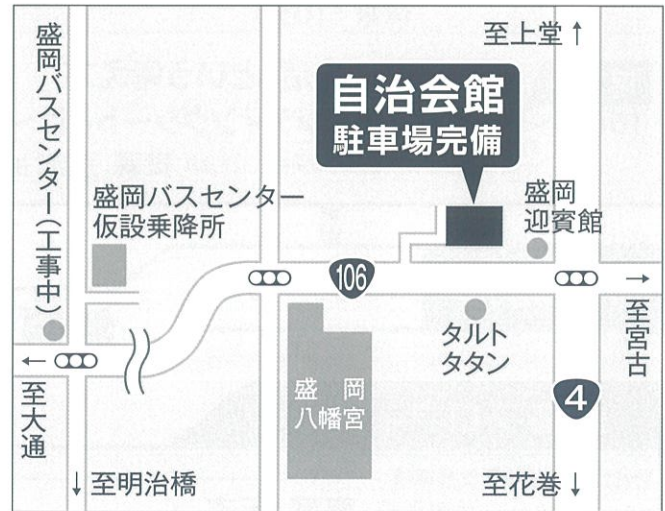 至上堂↑
自治会館
駐車場完備
盛岡バスセンター(工事中)
盛岡バスセンター
仮設乗降所
盛岡
迎賓館
106
→
至宮古
タルト
タタン
←
至大通
盛岡
八幡宮
4
↓至明治橋
至花巻↓